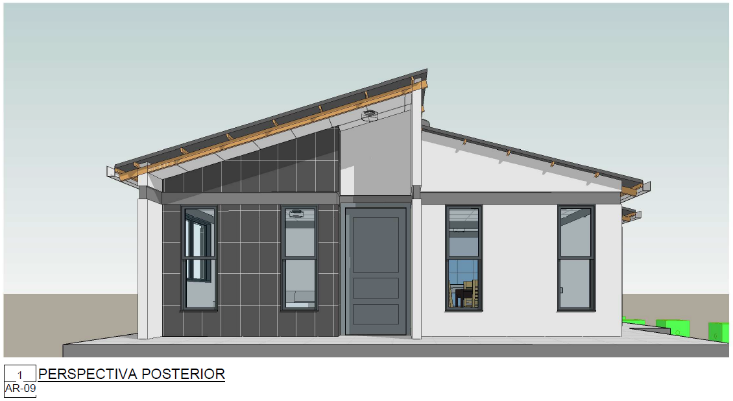 1
AR-09
PERSPECTIVA POSTERIOR